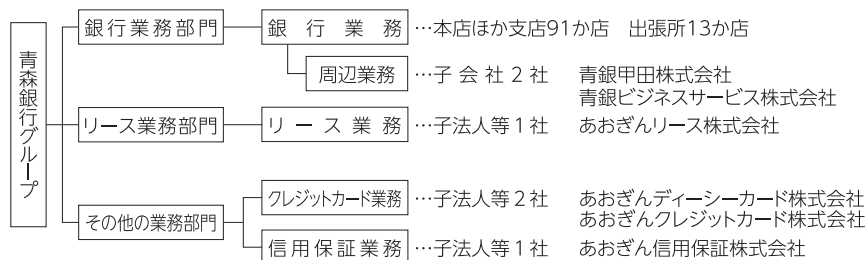 青森銀行グループ
銀行業務部門 銀行業務 …本店ほか支店91か店 出張所13か店
周辺業務 …子会社2社 青銀甲田株式会社
青銀ビジネスサービス株式会社
リース業務部門 リース業務 …子法人等1社 あおぎんリース株式会社
その他の業務部門
クレジットカード業務 …子法人等2社 あおぎんディーシーカード株式会社
あおぎんクレジットカード株式会社
信用保証業務 …子法人等1社 あおぎん信用保証株式会社